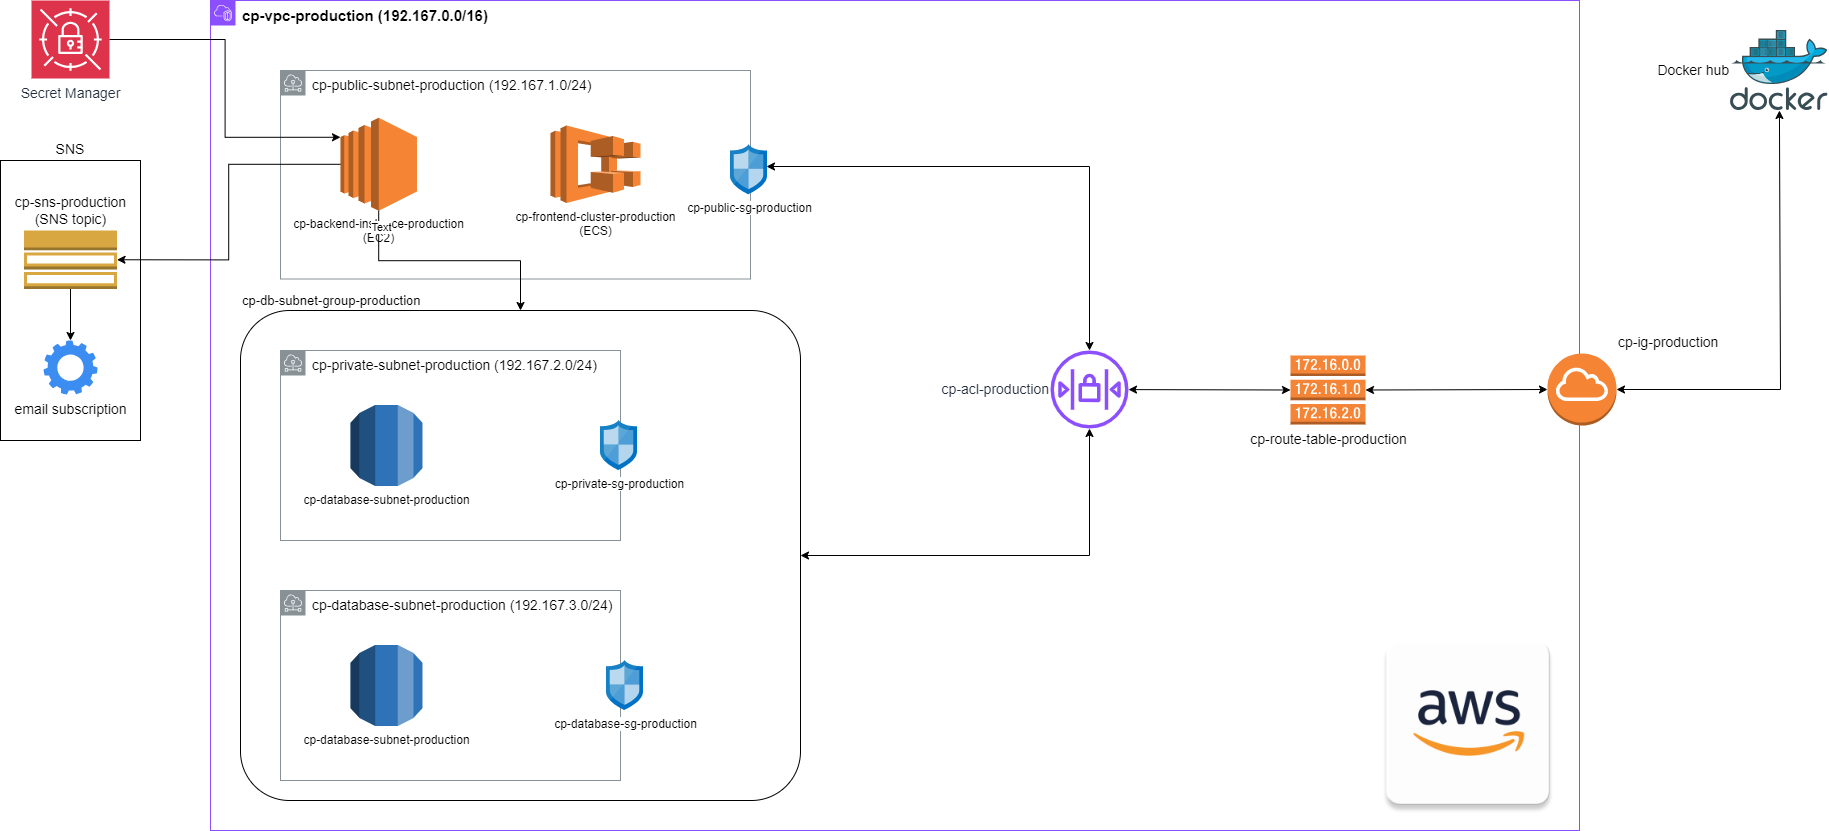 cp-vpc-production (192.167.0.0/16)
Secret Manager
Docker hub
docker
cp-public-subnet-production (192.167.1.0/24)
SNS
cp-sns-production
(SNS topic)
email subscription
cp-backend-instance-production
(EC2)
Text
cp-frontend-cluster-production
(ECS)
cp-public-sg-production
cp-db-subnet-group-production
cp-private-subnet-production (192.167.2.0/24)
cp-database-subnet-production
cp-private-sg-production
cp-database-subnet-production (192.167.3.0/24)
cp-database-subnet-production
cp-database-sg-production
cp-acl-production
172.16.0.0
172.16.1.0
172.16.2.0
cp-route-table-production
cp-ig-production
aws